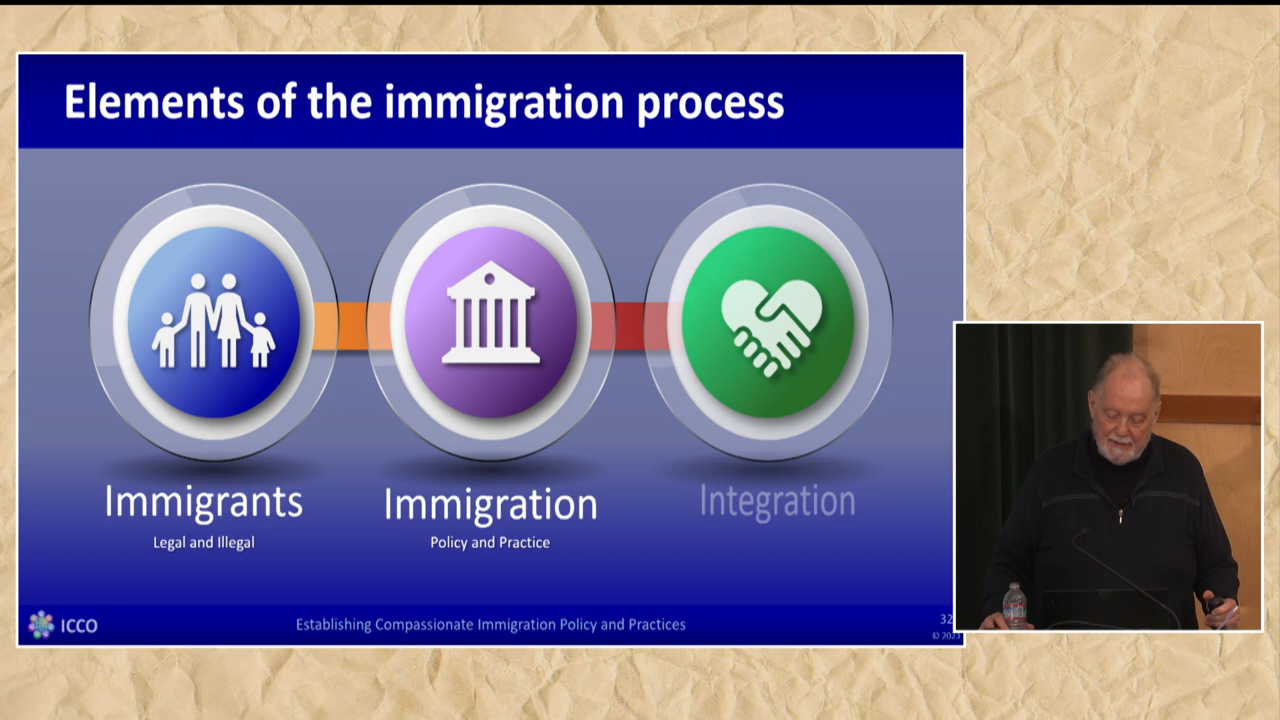 Elements of the immigration process
Immigrants
Legal and Illegal
Immigration
Policy and Practice
Integration
ICCO
Establishing Compassionate Immigration Policy and Practices
32
© 2023